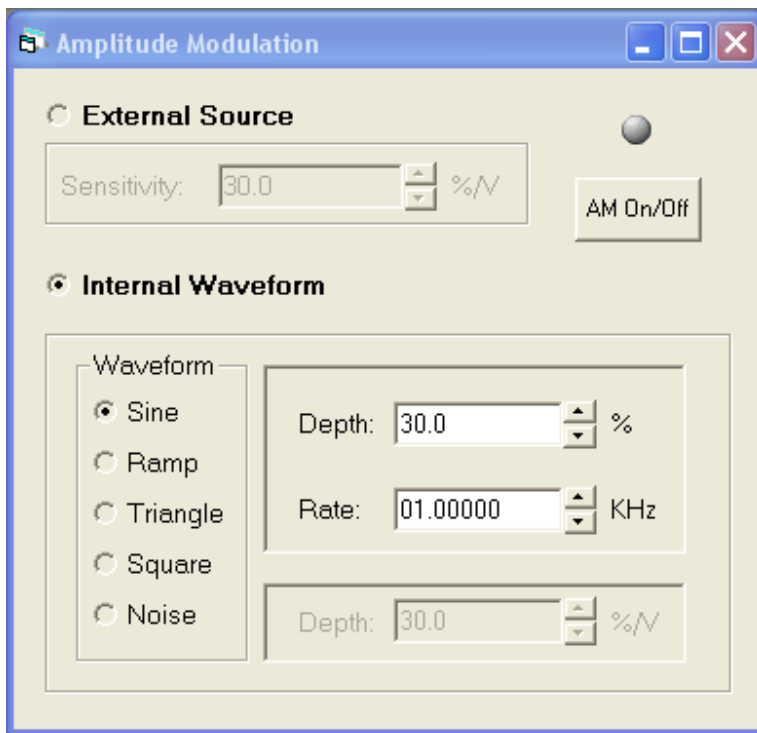 Amplitude Modulation
External Source
Sensitivity: 30.0 %/V
AM On/Off
Internal Waveform
Waveform
Sine
Ramp
Triangle
Square
Noise
Depth: 30.0 %
Rate: 01.00000 KHz
Depth: 30.0 %/V